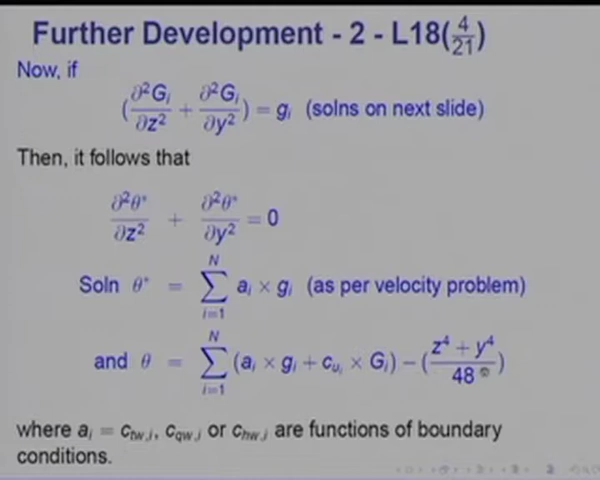 Further Development - 2 - L18(4/21)
Now, if
(∂²Gᵢ/∂z² + ∂²Gᵢ/∂y²) = gᵢ (solns on next slide)
Then, it follows that
∂²θ*/∂z² + ∂²θ*/∂y² = 0
Soln θ* = ∑ᵢ₌₁ᴺ aᵢ × gᵢ (as per velocity problem)
and θ = ∑ᵢ₌₁ᴺ (aᵢ × gᵢ + c_{uᵢ} × Gᵢ) − (z⁴ + y⁴/48)
where aᵢ = c_{tw,i}, c_{qw,i} or c_{hw,i} are functions of boundary
conditions.